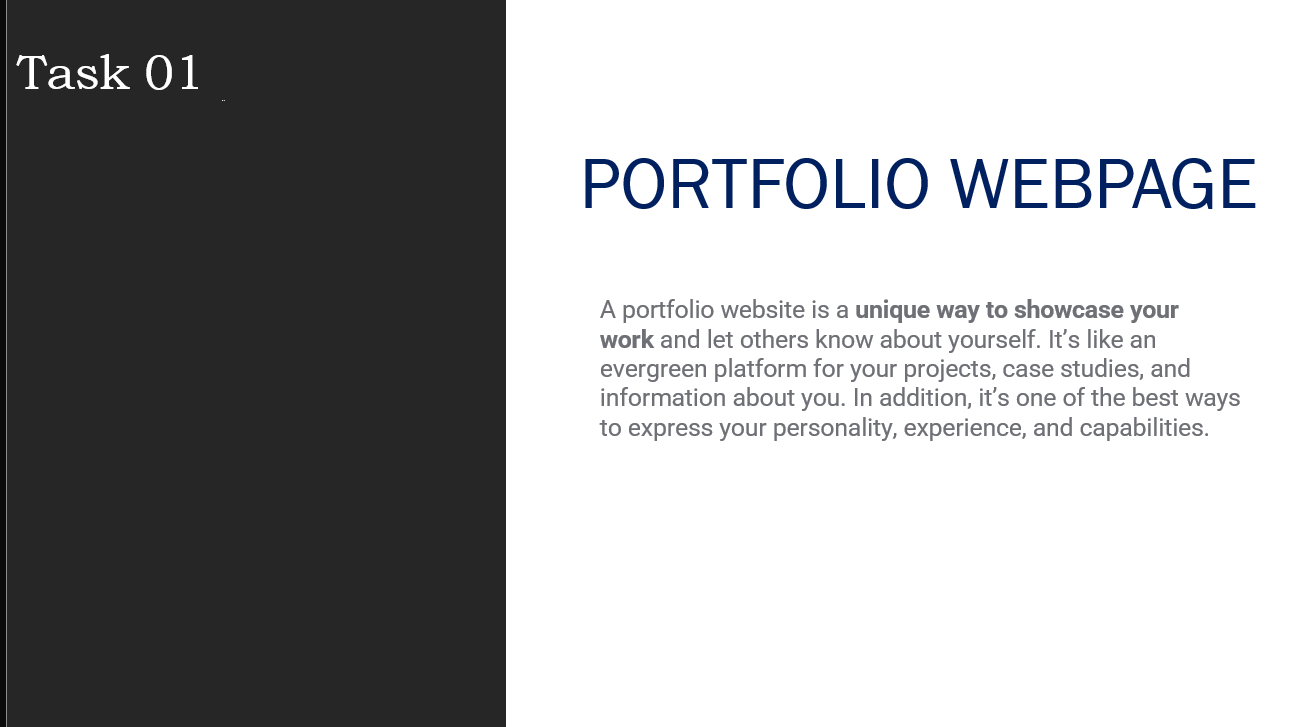 Task 01
PORTFOLIO WEBPAGE
A portfolio website is a unique way to showcase your
work and let others know about yourself. It’s like an
evergreen platform for your projects, case studies, and
information about you. In addition, it’s one of the best ways
to express your personality, experience, and capabilities.